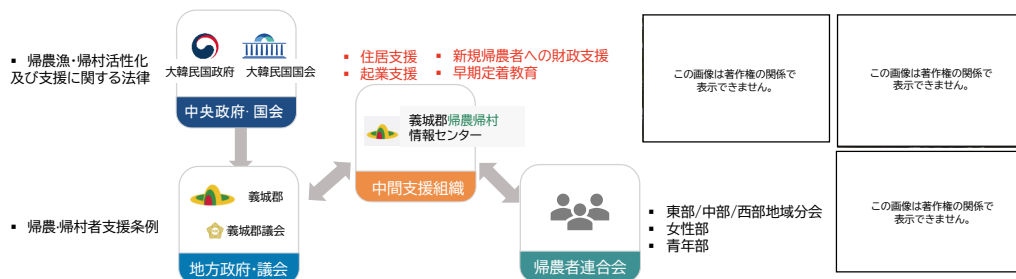 ▪ 帰農漁・帰村活性化
及び支援に関する法律
大韓民国政府 大韓民国国会
中央政府・国会
▪ 住居支援 ▪ 新規帰農者への財政支援
▪ 起業支援 ▪ 早期定着教育
義城郡帰農帰村
情報センター
中間支援組織
▪ 帰農・帰村者支援条例
義城郡
義城郡議会
地方政府・議会
帰農者連合会
▪ 東部/中部/西部地域分会
▪ 女性部
▪ 青年部
この画像は著作権の関係で
表示できません。
この画像は著作権の関係で
表示できません。
この画像は著作権の関係で
表示できません。